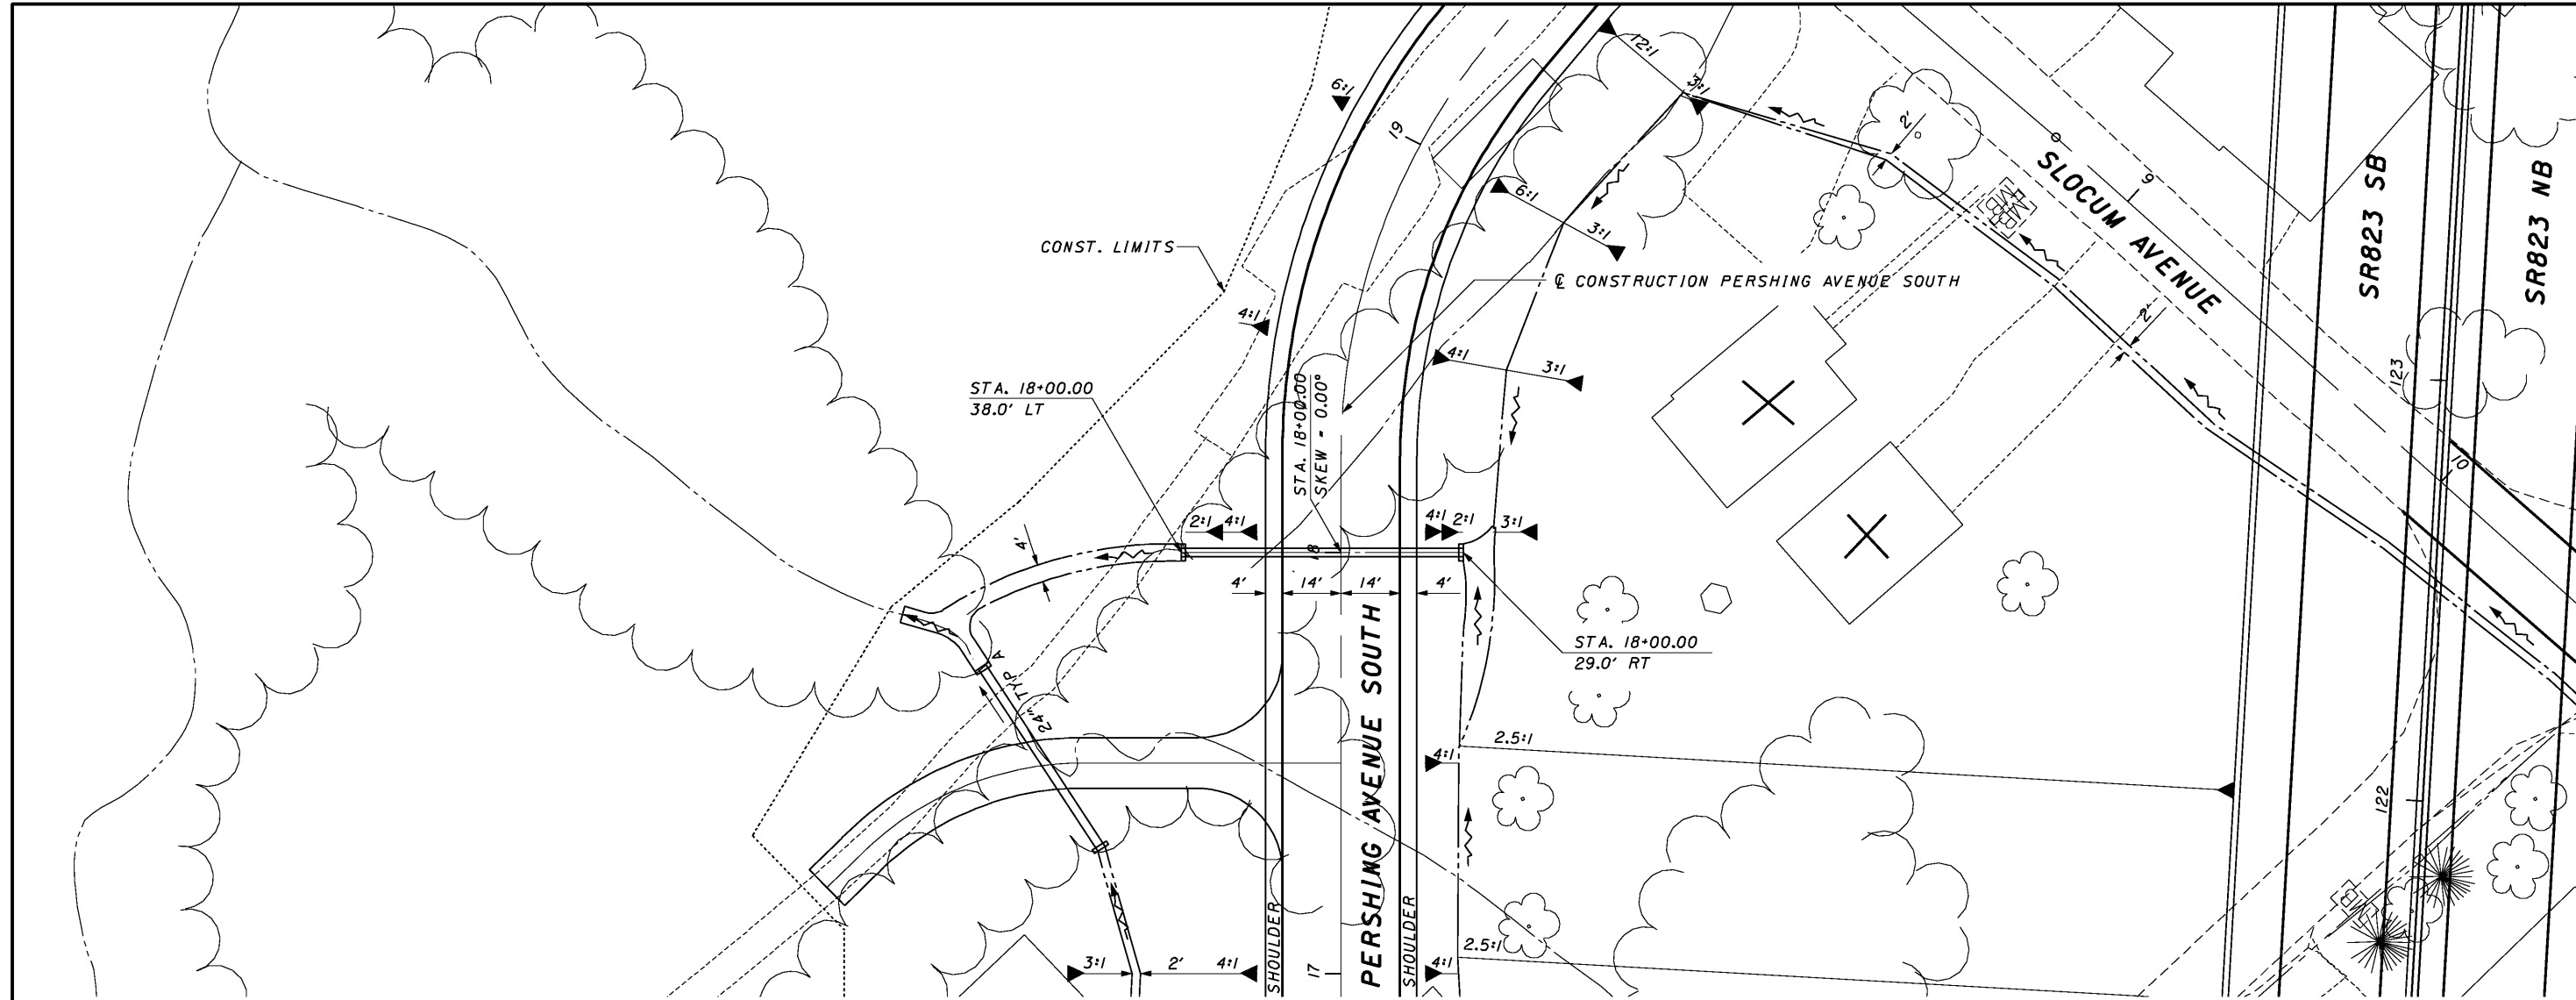 12:1
3:1
6:1
19
2'
SLOCUM AVENUE
9
SR823 SB
SR823 NB
6:1
3:1
CONST. LIMITS
℄ CONSTRUCTION PERSHING AVENUE SOUTH
4:1
2'
4:1
3:1
123
STA. 18+00.00
38.0' LT
STA. 18+00.00
SKEW = 0.00°
10
2:1
4:1
4:1
2:1
3:1
4'
18
4'
14'
14'
4'
STA. 18+00.00
29.0' RT
24" TYP A
PERSHING AVENUE SOUTH
2.5:1
4:1
122
SHOULDER
SHOULDER
2.5:1
3:1
2'
4:1
17
4:1